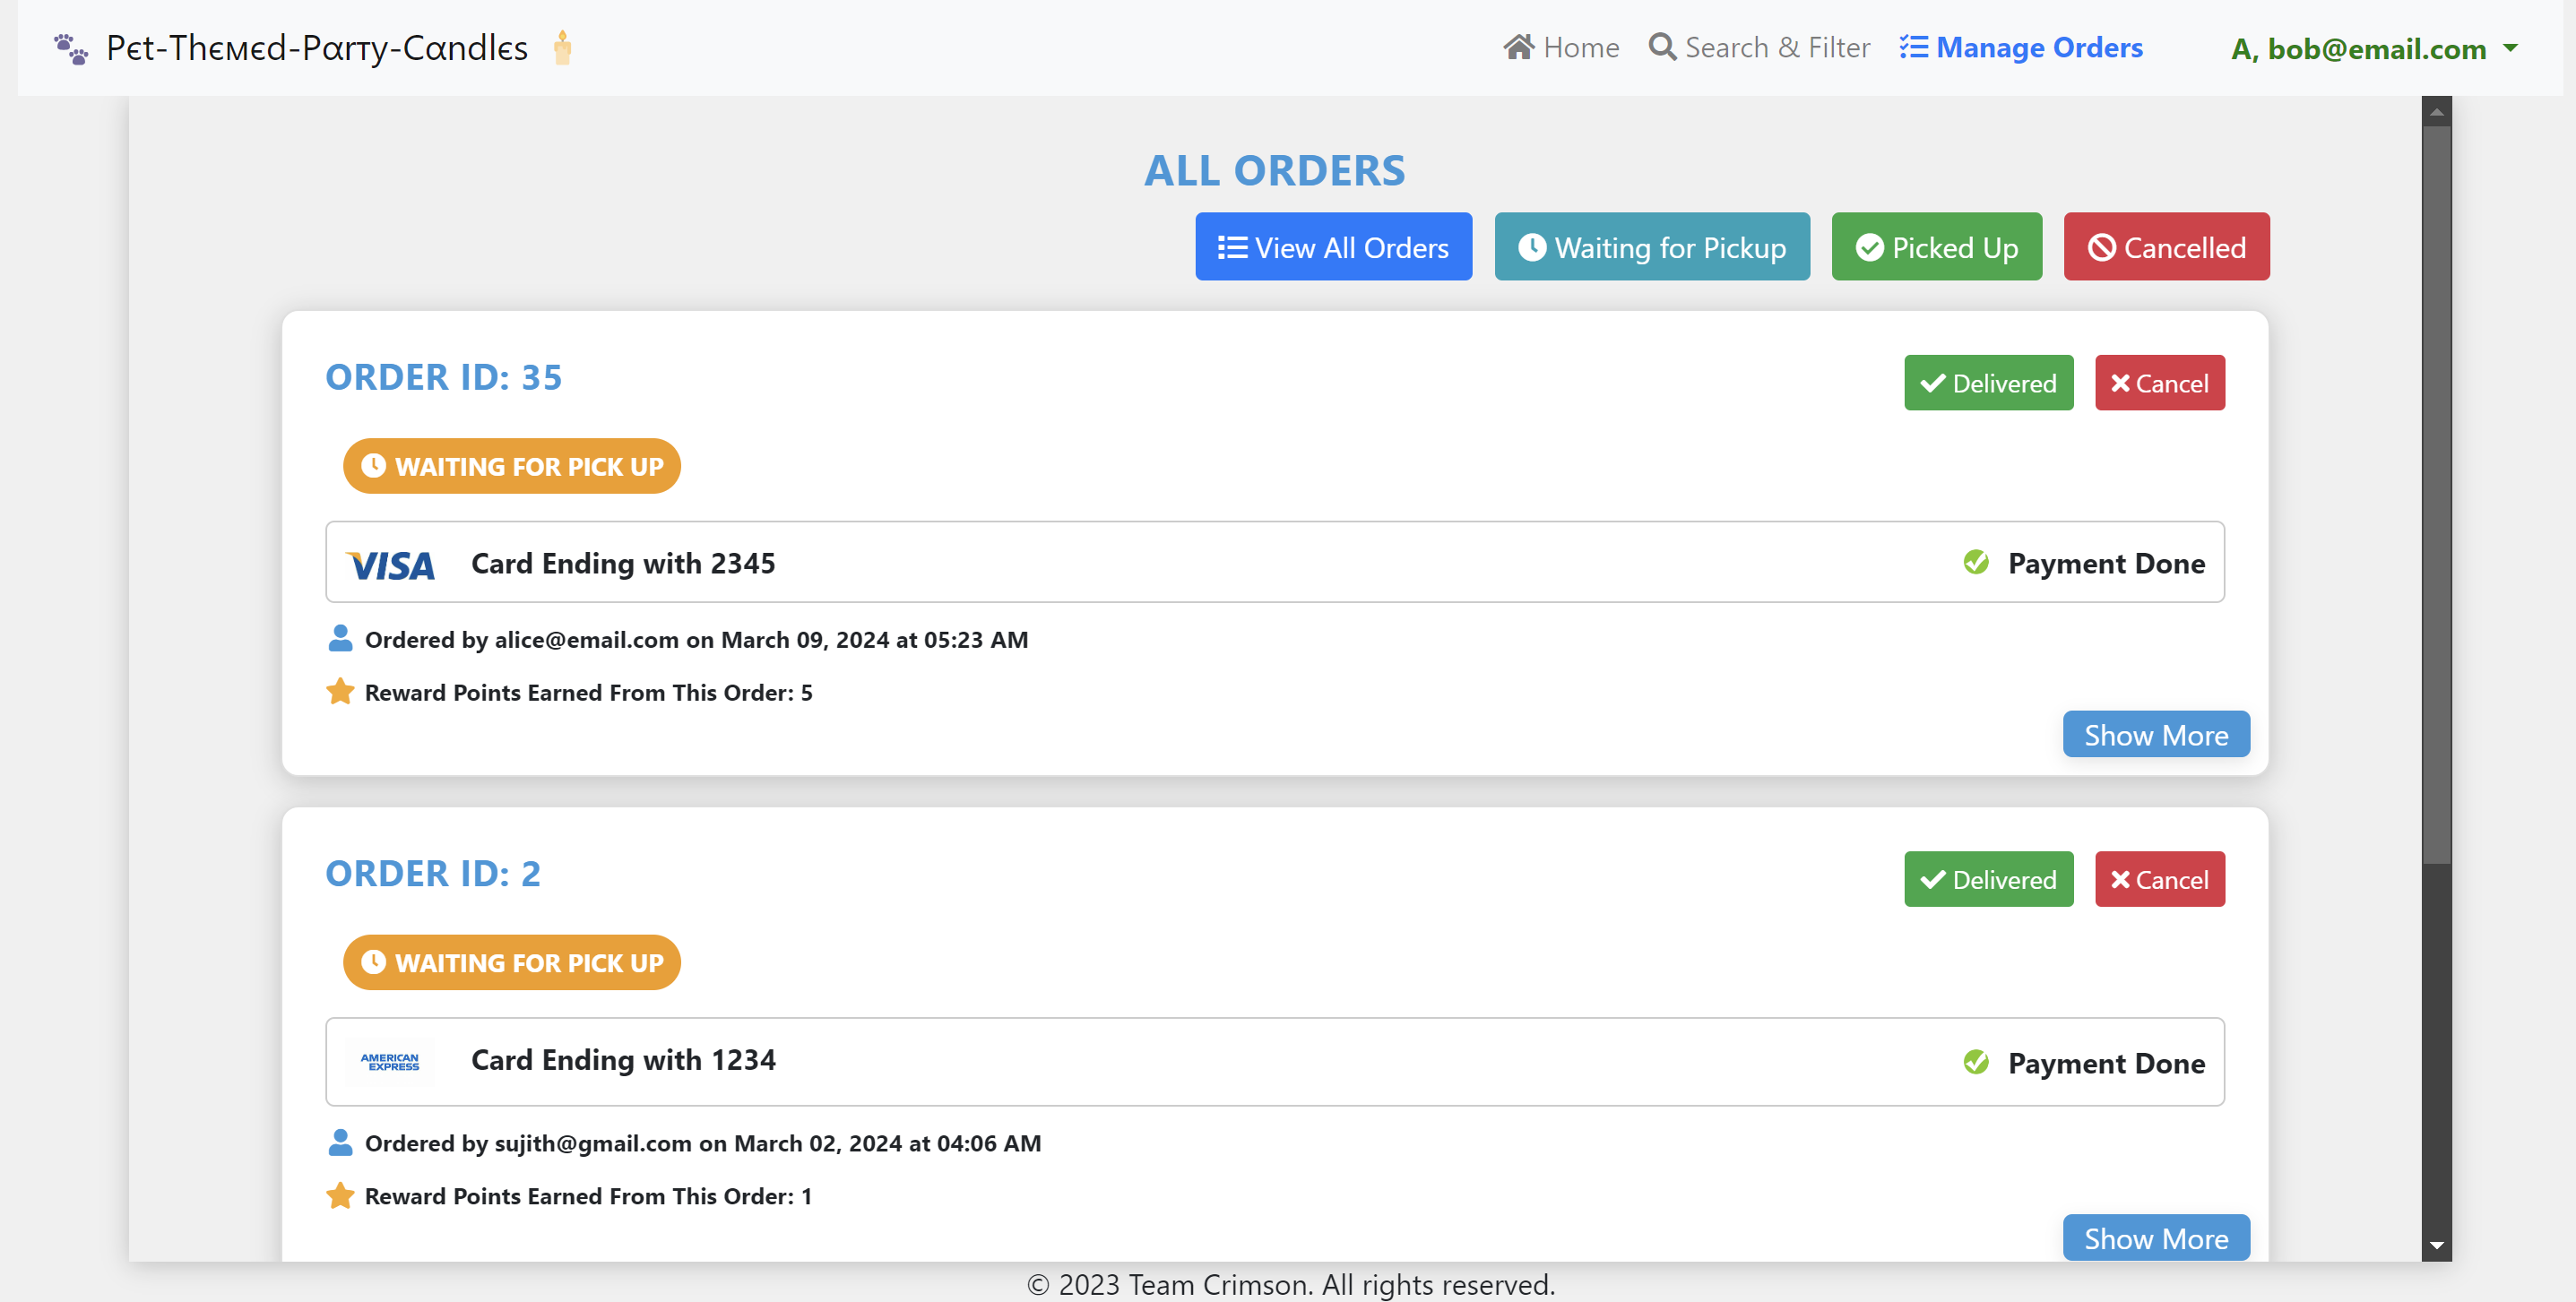 Pєt-Thємєd-Pαrтy-Cαndlєs
Home Search & Filter Manage Orders A, bob@email.com
ALL ORDERS
View All Orders Waiting for Pickup Picked Up Cancelled
ORDER ID: 35
Delivered Cancel
WAITING FOR PICK UP
VISA Card Ending with 2345 Payment Done
Ordered by alice@email.com on March 09, 2024 at 05:23 AM
Reward Points Earned From This Order: 5
Show More
ORDER ID: 2
Delivered Cancel
WAITING FOR PICK UP
AMERICAN
EXPRESS
Card Ending with 1234 Payment Done
Ordered by sujith@gmail.com on March 02, 2024 at 04:06 AM
Reward Points Earned From This Order: 1
Show More
© 2023 Team Crimson. All rights reserved.